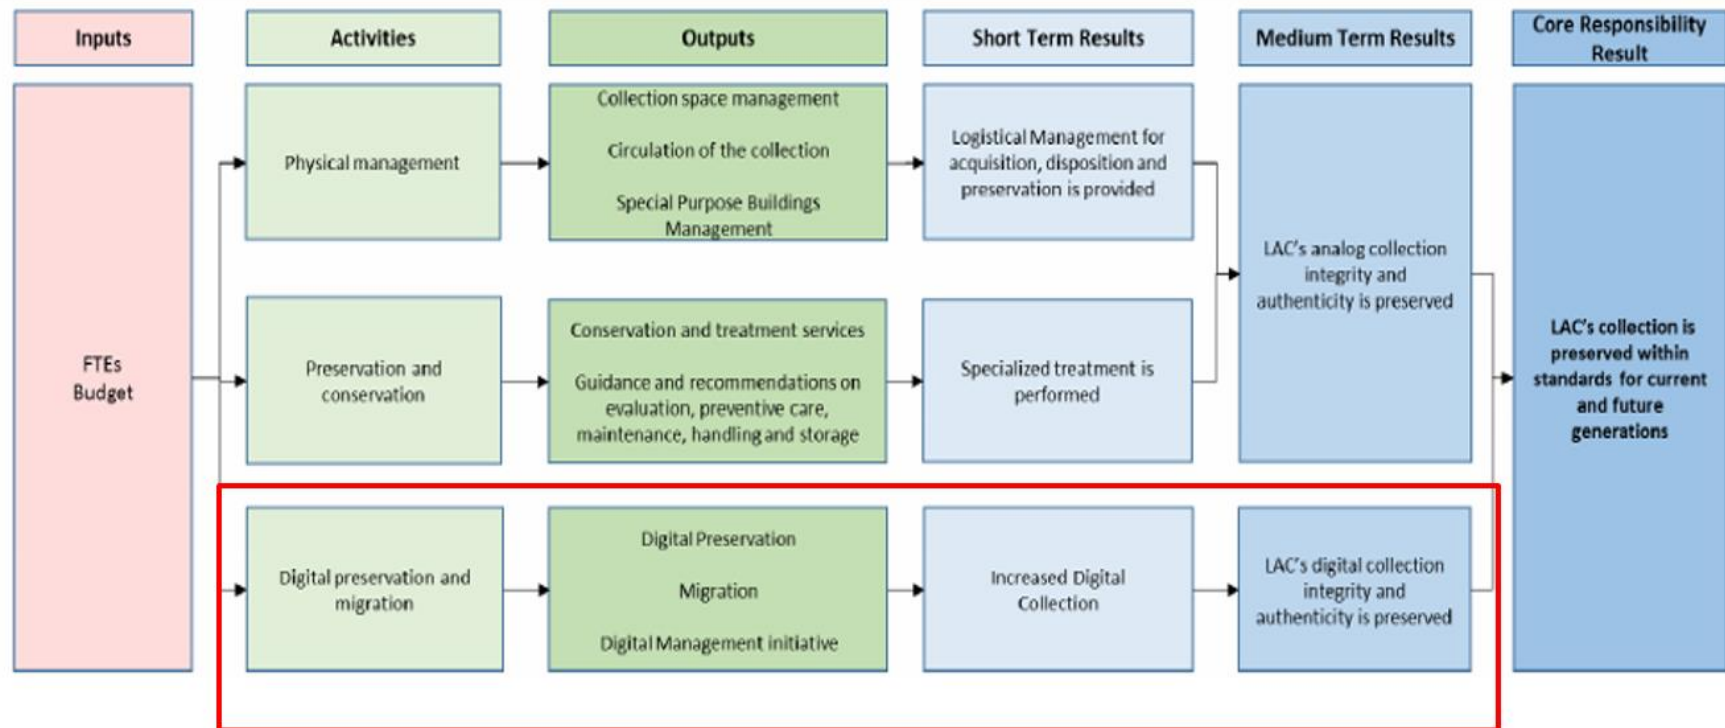 Inputs
Activities
Outputs
Short Term Results
Medium Term Results
Core Responsibility
Result
FTEs
Budget
Physical management
Collection space management
Circulation of the collection
Special Purpose Buildings
Management
Logistical Management for
acquisition, disposition and
preservation is provided
Preservation and
conservation
Conservation and treatment services
Guidance and recommendations on
evaluation, preventive care,
maintenance, handling and storage
Specialized treatment is
performed
LAC's analog collection
integrity and
authenticity is preserved
Digital preservation and
migration
Digital Preservation
Migration
Digital Management initiative
Increased Digital
Collection
LAC's digital collection
integrity and
authenticity is preserved
LAC's collection is
preserved within
standards for current
and future
generations